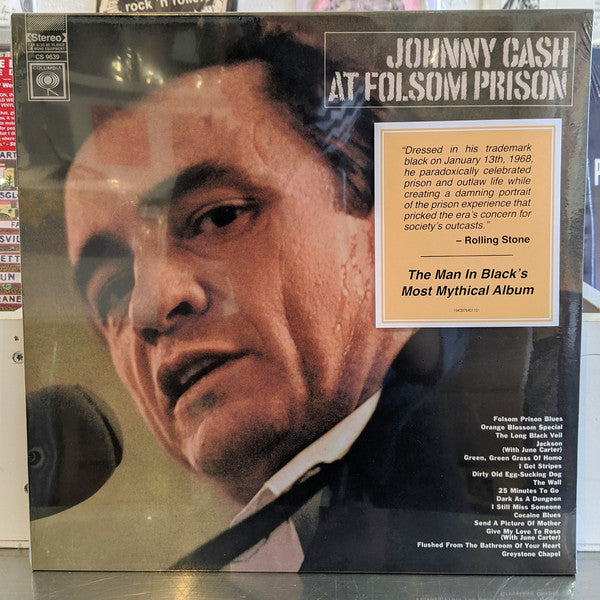 rock 'n' roller
Stereo
CS 9639
COLUMBIA
JOHNNY CASH
AT FOLSOM PRISON
"Dressed in his trademark
black on January 13th, 1968,
he paradoxically celebrated
prison and outlaw life while
creating a damning portrait
of the prison experience that
pricked the era's concern for
society's outcasts."
– Rolling Stone
The Man In Black's
Most Mythical Album
Folsom Prison Blues
Orange Blossom Special
The Long Black Veil
Jackson
(With June Carter)
Green, Green Grass Of Home
I Got Stripes
Dirty Old Egg-Sucking Dog
The Wall
25 Minutes To Go
Dark As A Dungeon
I Still Miss Someone
Cocaine Blues
Send A Picture Of Mother
Give My Love To Rose
(With June Carter)
Flushed From The Bathroom Of Your Heart
Greystone Chapel